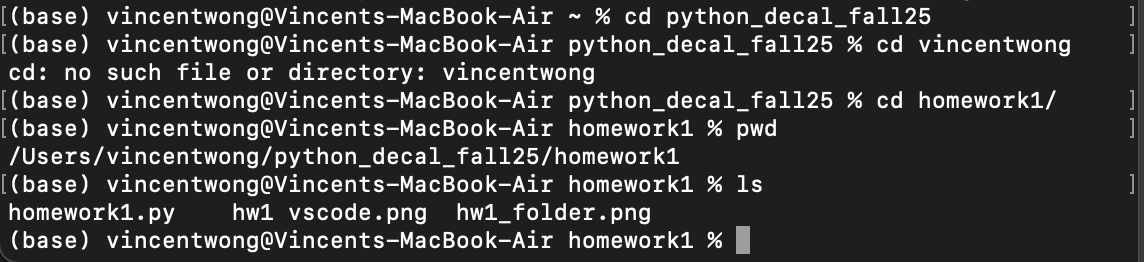 [(base) vincentwong@Vincents-MacBook-Air ~ % cd python_decal_fall25 ]
[(base) vincentwong@Vincents-MacBook-Air python_decal_fall25 % cd vincentwong ]
cd: no such file or directory: vincentwong
[(base) vincentwong@Vincents-MacBook-Air python_decal_fall25 % cd homework1/ ]
[(base) vincentwong@Vincents-MacBook-Air homework1 % pwd ]
/Users/vincentwong/python_decal_fall25/homework1
[(base) vincentwong@Vincents-MacBook-Air homework1 % ls ]
homework1.py    hw1 vscode.png  hw1_folder.png
(base) vincentwong@Vincents-MacBook-Air homework1 %